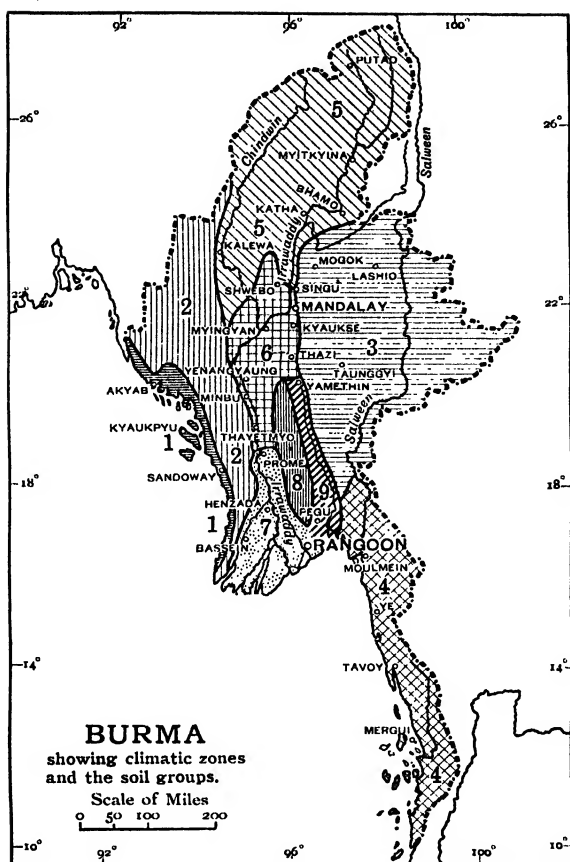 92°
96°
100°
PUTAO
5
26°
26°
Chindwin
Salween
MYITKYINA
BHAMO
KATHA
5
Irrawaddy
KALEWA
MOGOK
LASHIO
SHWEBO
SINGU
22°
22°
2
MANDALAY
MYINGYAN
KYAUKSE
6
3
THAZI
YENANGYAUNG
TAUNGGYI
AKYAB
YAMETHIN
MINBU
Salween
KYAUKPYU
1
THAYETMYO
2
PROME
SANDOWAY
8
9
18°
18°
HENZADA
PEGU
1
7
Irrawaddy
BASSEIN
RANGOON
MOULMEIN
4
YE
14°
14°
TAVOY
BURMA
showing climatic zones
and the soil groups.
Scale of Miles
0 50 100 200
MERGUI
4
10°
10°
92°
96°
100°